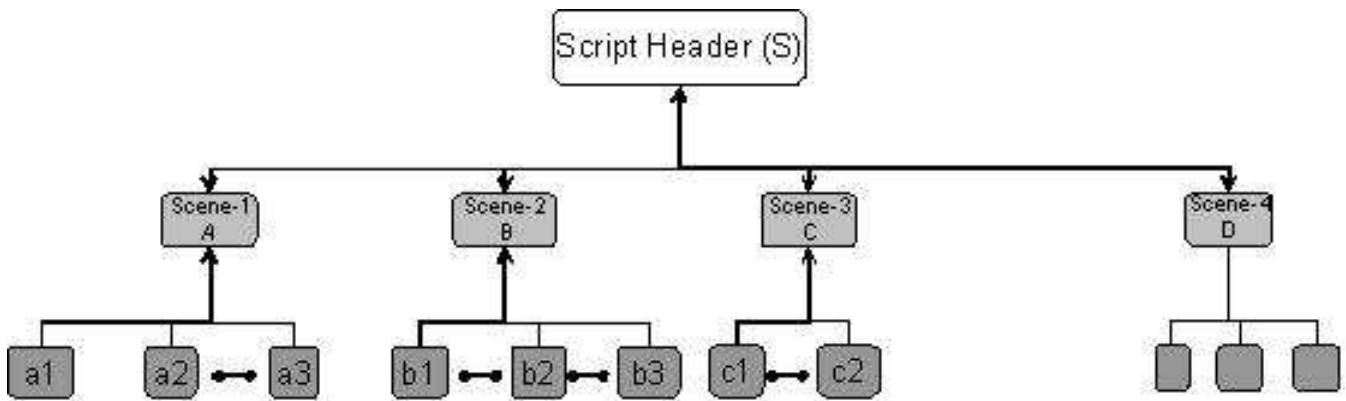 Script Header (S)
Scene-1
A
Scene-2
B
Scene-3
C
Scene-4
D
a1
a2
a3
b1
b2
b3
c1
c2